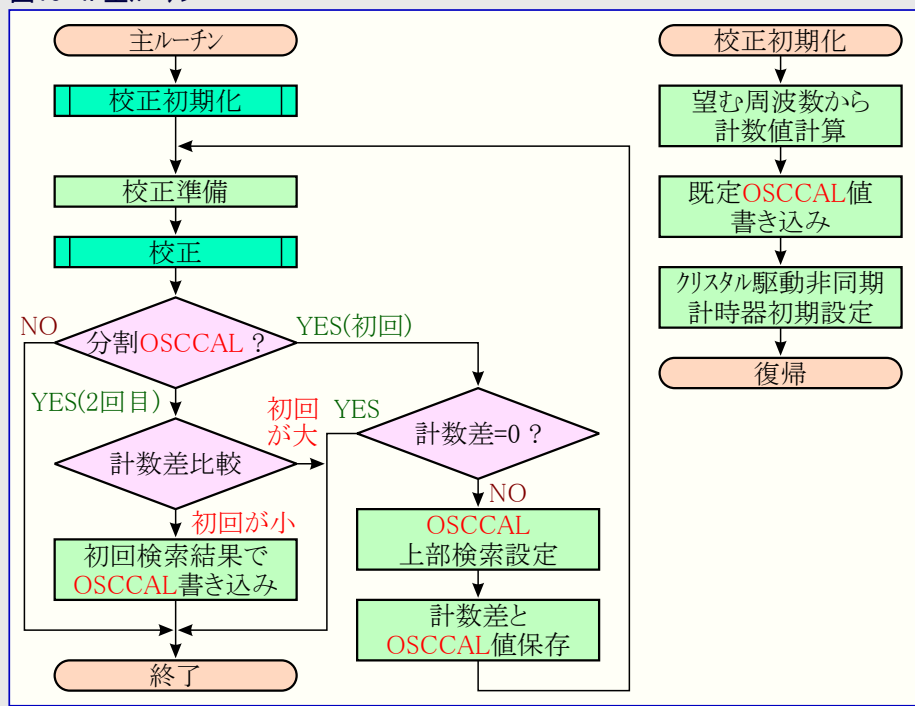 主ルーチン
校正初期化
校正準備
校正
NO
分割OSCCAL ?
YES(初回)
YES(2回目)
計数差比較
初回
が大
YES
計数差=0 ?
NO
初回が小
初回検索結果で
OSCCAL書き込み
OSCCAL
上部検索設定
計数差と
OSCCAL値保存
終了
校正初期化
望む周波数から
計数値計算
既定OSCCAL値
書き込み
クリスタル駆動非同期
計時器初期設定
復帰